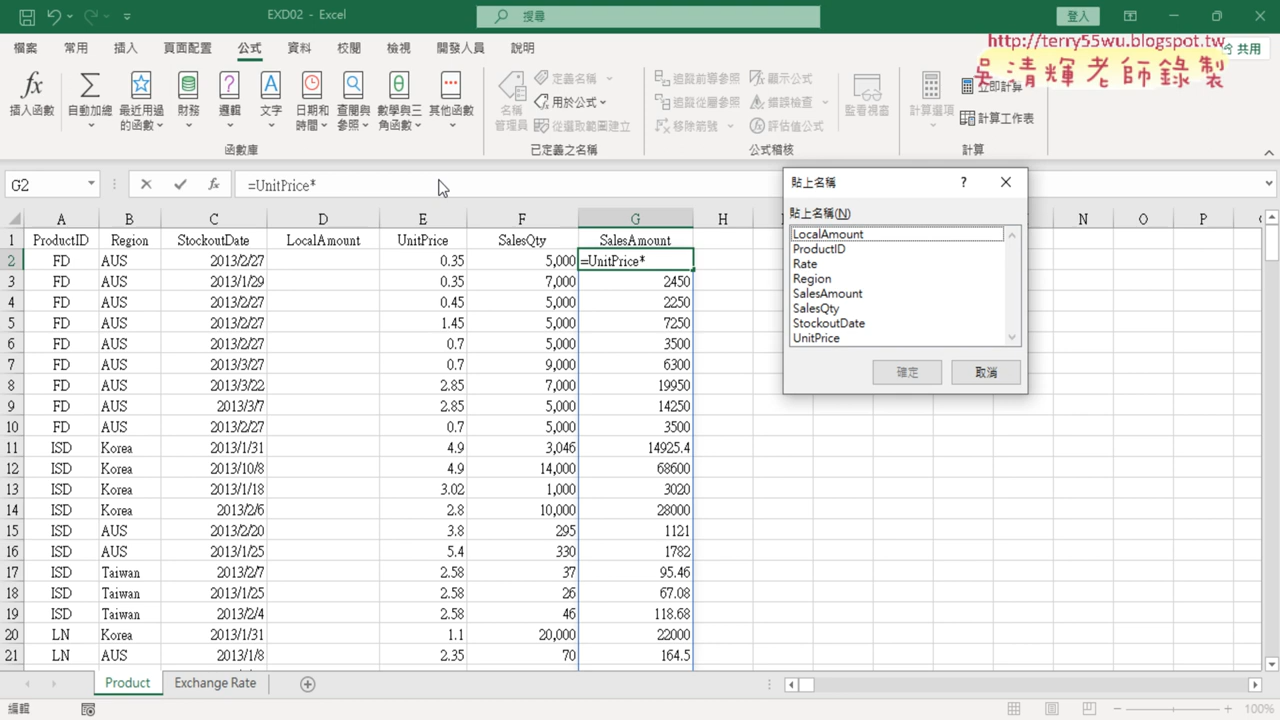 EXD02 - Excel
搜尋
登入
檔案 常用 插入 頁面配置 公式 資料 校閱 檢視 開發人員 說明
共用
http://terry55wu.blogspot.tw
吳清輝老師錄製
插入函數
自動加總
最近用過的函數
財務
邏輯
文字
日期和時間
查閱與參照
數學與三角函數
其他函數
函數庫
名稱管理員
定義名稱
用於公式
從選取範圍建立
已定義之名稱
追蹤前導參照
追蹤從屬參照
移除箭號
顯示公式
錯誤檢查
評估值公式
公式稽核
監看視窗
計算選項
立即計算
計算工作表
計算
G2
fx
=UnitPrice*
A B C D E F G H N O P
1 ProductID Region StockoutDate LocalAmount UnitPrice SalesQty SalesAmount
2 FD AUS 2013/2/27 0.35 5,000 =UnitPrice*
3 FD AUS 2013/1/29 0.35 7,000 2450
4 FD AUS 2013/2/27 0.45 5,000 2250
5 FD AUS 2013/2/27 1.45 5,000 7250
6 FD AUS 2013/2/27 0.7 5,000 3500
7 FD AUS 2013/3/27 0.7 9,000 6300
8 FD AUS 2013/3/22 2.85 7,000 19950
9 FD AUS 2013/3/7 2.85 5,000 14250
10 FD AUS 2013/2/27 0.7 5,000 3500
11 ISD Korea 2013/1/31 4.9 3,046 14925.4
12 ISD Korea 2013/10/8 4.9 14,000 68600
13 ISD Korea 2013/1/18 3.02 1,000 3020
14 ISD Korea 2013/2/6 2.8 10,000 28000
15 ISD AUS 2013/2/20 3.8 295 1121
16 ISD AUS 2013/1/25 5.4 330 1782
17 ISD Taiwan 2013/2/7 2.58 37 95.46
18 ISD Taiwan 2013/1/25 2.58 26 67.08
19 ISD Taiwan 2013/2/4 2.58 46 118.68
20 LN Korea 2013/1/31 1.1 20,000 22000
21 LN AUS 2013/1/8 2.35 70 164.5
貼上名稱
?
貼上名稱(N)
LocalAmount
ProductID
Rate
Region
SalesAmount
SalesQty
StockoutDate
UnitPrice
確定 取消
Product Exchange Rate
編輯
100%